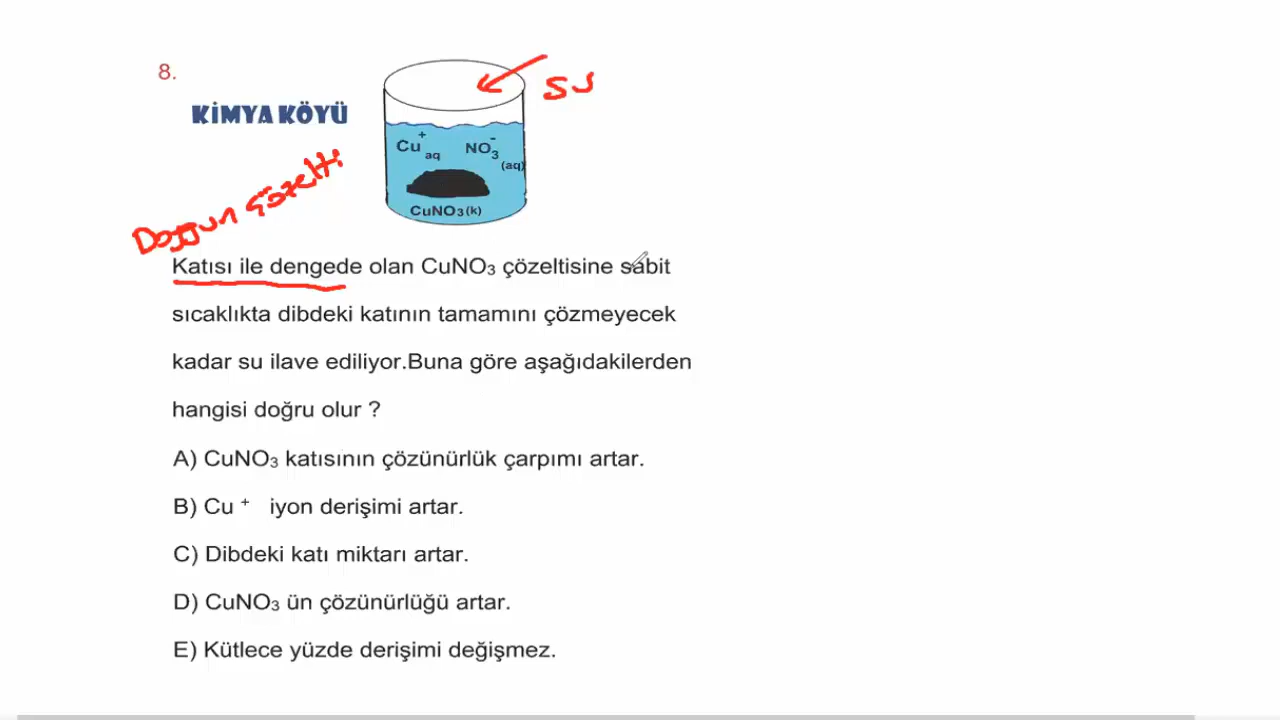 8.
KİMYA KÖYÜ
su
Cu+ aq NO3- (aq)
CuNO3(k)
Doygun çözelti
Katısı ile dengede olan CuNO₃ çözeltisine sabit
sıcaklıkta dibdeki katının tamamını çözmeyecek
kadar su ilave ediliyor.Buna göre aşağıdakilerden
hangisi doğru olur ?
A) CuNO₃ katısının çözünürlük çarpımı artar.
B) Cu ⁺ iyon derişimi artar.
C) Dibdeki katı miktarı artar.
D) CuNO₃ ün çözünürlüğü artar.
E) Kütlece yüzde derişimi değişmez.